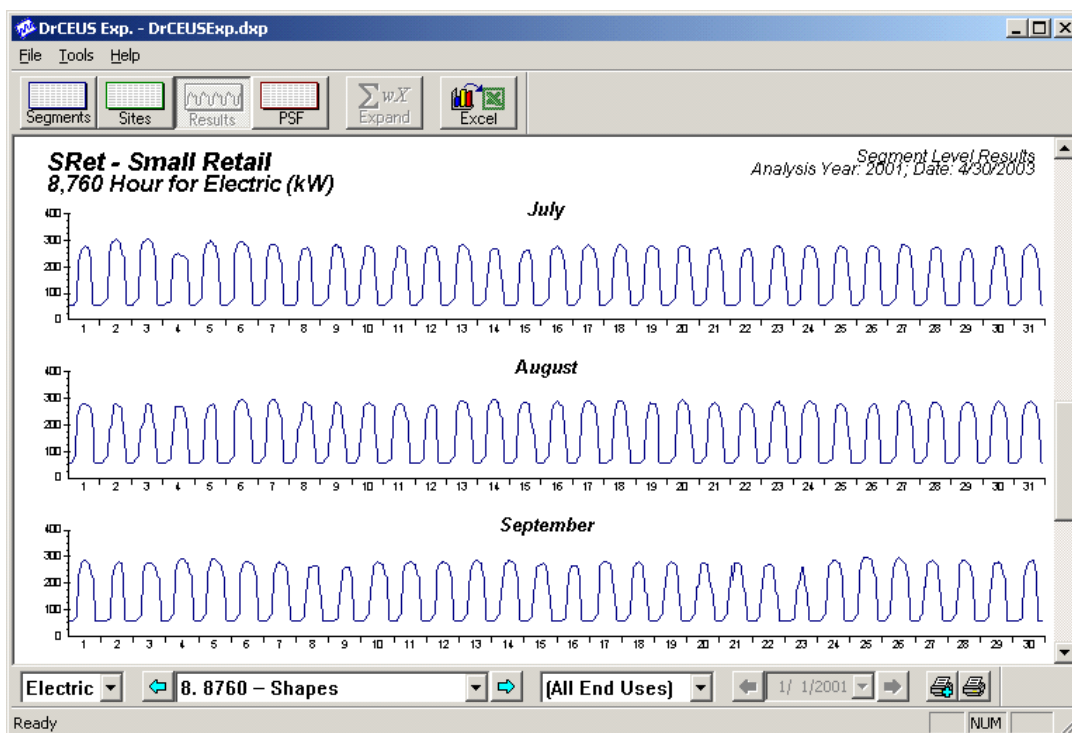 DrCEUS Exp. - DrCEUSExp.dxp
File Tools Help
Segments Sites Results PSF ∑wX Expand Excel
SRet - Small Retail
8,760 Hour for Electric (kW)
Segment Level Results
Analysis Year: 2001; Date: 4/30/2003
July
400
300
200
100
0
1 2 3 4 5 6 7 8 9 10 11 12 13 14 15 16 17 18 19 20 21 22 23 24 25 26 27 28 29 30 31
August
400
300
200
100
0
1 2 3 4 5 6 7 8 9 10 11 12 13 14 15 16 17 18 19 20 21 22 23 24 25 26 27 28 29 30 31
September
400
300
200
100
0
1 2 3 4 5 6 7 8 9 10 11 12 13 14 15 16 17 18 19 20 21 22 23 24 25 26 27 28 29 30
Electric 8. 8760 – Shapes (All End Uses) 1/ 1/2001
Ready NUM